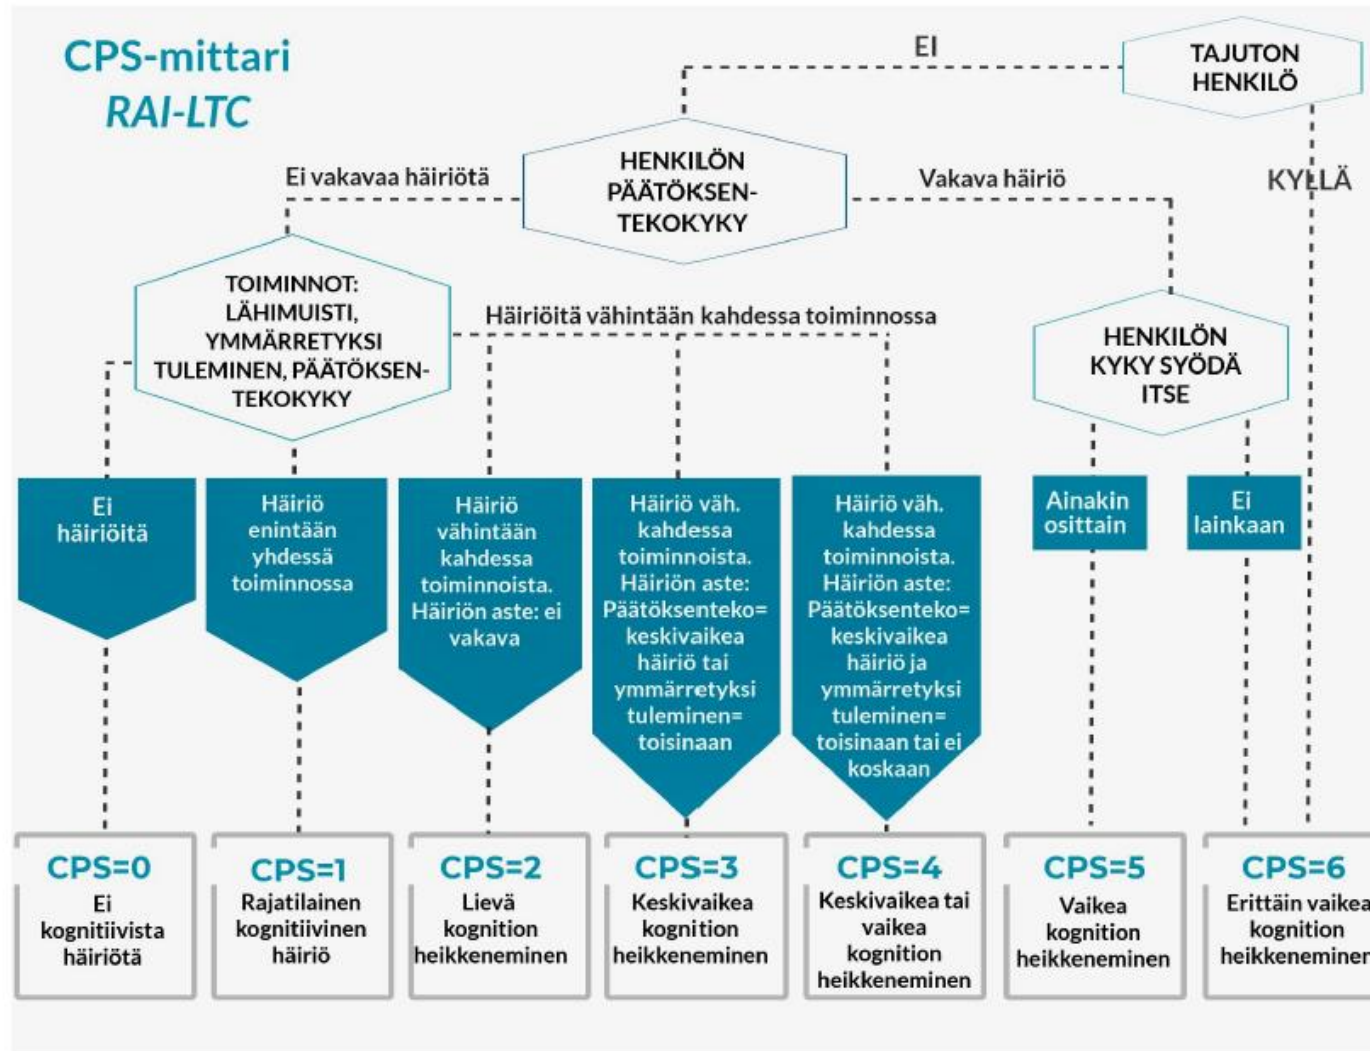 CPS-mittari
RAI-LTC
EI
TAJUTON
HENKILÖ
HENKILÖN
PÄÄTÖKSEN-
TEKOKYKY
Ei vakavaa häiriötä
Vakava häiriö
KYLLÄ
TOIMINNOT:
LÄHIMUISTI,
YMMÄRRETYKSI
TULEMINEN, PÄÄTÖKSEN-
TEKOKYKY
Häiriöitä vähintään kahdessa toiminnossa
HENKILÖN
KYKY SYÖDÄ
ITSE
Ei
häiriöitä
Häiriö
enintään
yhdessä
toiminnossa
Häiriö
vähintään
kahdessa
toiminnoista.
Häiriön aste: ei
vakava
Häiriö väh.
kahdessa
toiminnoista.
Häiriön aste:
Päätöksenteko=
keskivaikea
häiriö tai
ymmärretyksi
tuleminen=
toisinaan
Häiriö väh.
kahdessa
toiminnoista.
Häiriön aste:
Päätöksenteko=
keskivaikea
häiriö ja
ymmärretyksi
tuleminen=
toisinaan tai ei
koskaan
Ainakin
osittain
Ei
lainkaan
CPS=0
Ei
kognitiivista
häiriötä
CPS=1
Rajatilainen
kognitiivinen
häiriö
CPS=2
Lievä
kognition
heikkeneminen
CPS=3
Keskivaikea
kognition
heikkeneminen
CPS=4
Keskivaikea tai
vaikea
kognition
heikkeneminen
CPS=5
Vaikea
kognition
heikkeneminen
CPS=6
Erittäin vaikea
kognition
heikkeneminen